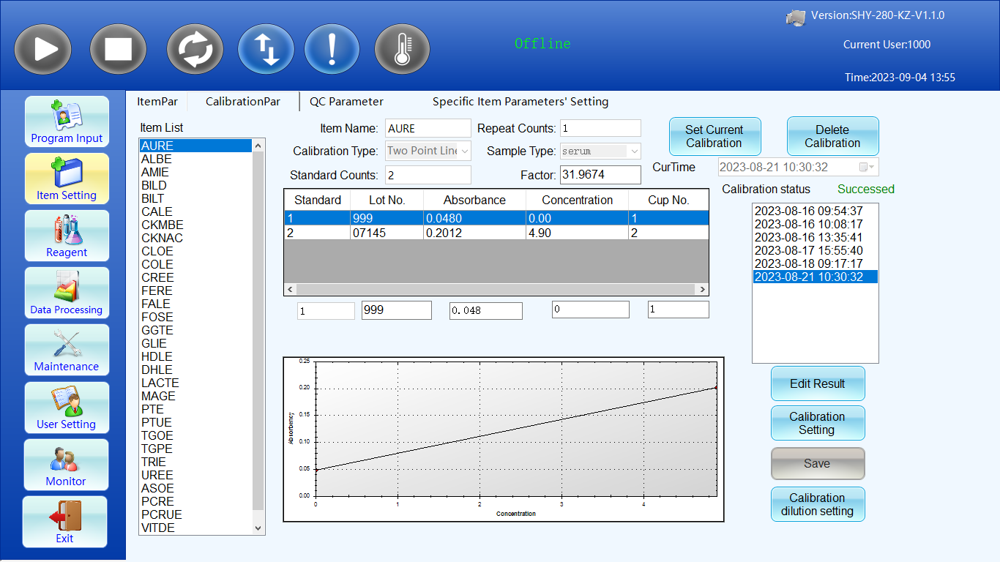 Version:SHY-280-KZ-V1.1.0
Offline
Current User:1000
Time:2023-09-04 13:55
Program Input
Item Setting
Reagent
Data Processing
Maintenance
User Setting
Monitor
Exit
ItemPar CalibrationPar QC Parameter Specific Item Parameters' Setting
Item List
AURE
ALBE
AMIE
BILD
BILT
CALE
CKMBE
CKNAC
CLOE
COLE
CREE
FERE
FALE
FOSE
GGTE
GLIE
HDLE
DHLE
LACTE
MAGE
PTE
PTUE
TGOE
TGPE
TRIE
UREE
ASOE
PCRE
PCRUE
VITDE
Item Name: AURE Repeat Counts: 1
Calibration Type: Two Point Line Sample Type: serum
Standard Counts: 2 Factor: 31.9674
Standard Lot No. Absorbance Concentration Cup No.
1 999 0.0480 0.00 1
2 07145 0.2012 4.90 2
1 999 0.048 0 1
Absorbency
0.25
0.20
0.15
0.10
0.05
0.00
0 1 2 3 4
Concentration
Set Current
Calibration
Delete
Calibration
CurTime 2023-08-21 10:30:32
Calibration status Successed
2023-08-16 09:54:37
2023-08-16 10:08:17
2023-08-16 13:35:41
2023-08-17 15:55:40
2023-08-18 09:17:17
2023-08-21 10:30:32
Edit Result
Calibration
Setting
Save
Calibration
dilution setting